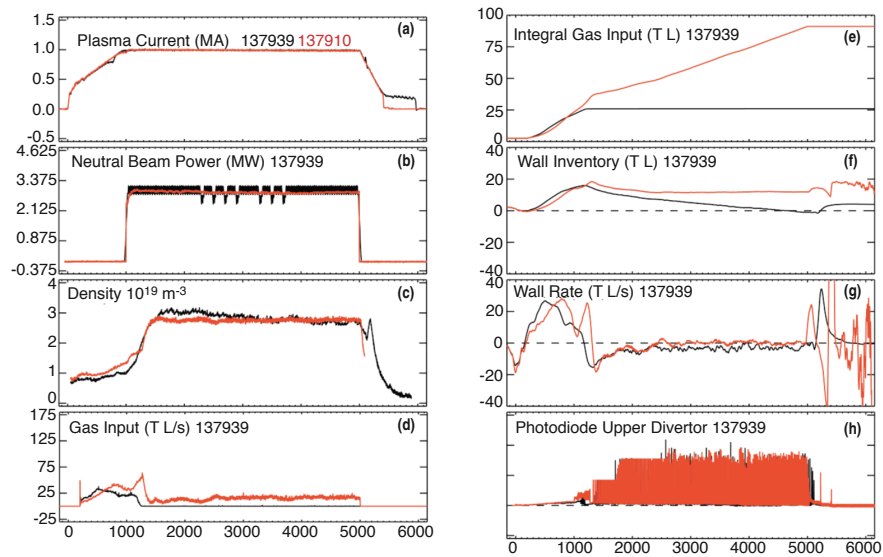 (a)
Plasma Current (MA) 137939 137910
1.5
1.0
0.5
0.0
-0.5
(b)
Neutral Beam Power (MW) 137939
4.625
3.375
2.125
0.875
-0.375
(c)
Density 10¹⁹ m⁻³
4
3
2
1
0
(d)
Gas Input (T L/s) 137939
175
125
75
25
-25
0 1000 2000 3000 4000 5000 6000
(e)
Integral Gas Input (T L) 137939
100
75
50
25
0
(f)
Wall Inventory (T L) 137939
40
20
0
-20
-40
(g)
Wall Rate (T L/s) 137939
40
20
0
-20
-40
(h)
Photodiode Upper Divertor 137939
0 1000 2000 3000 4000 5000 6000